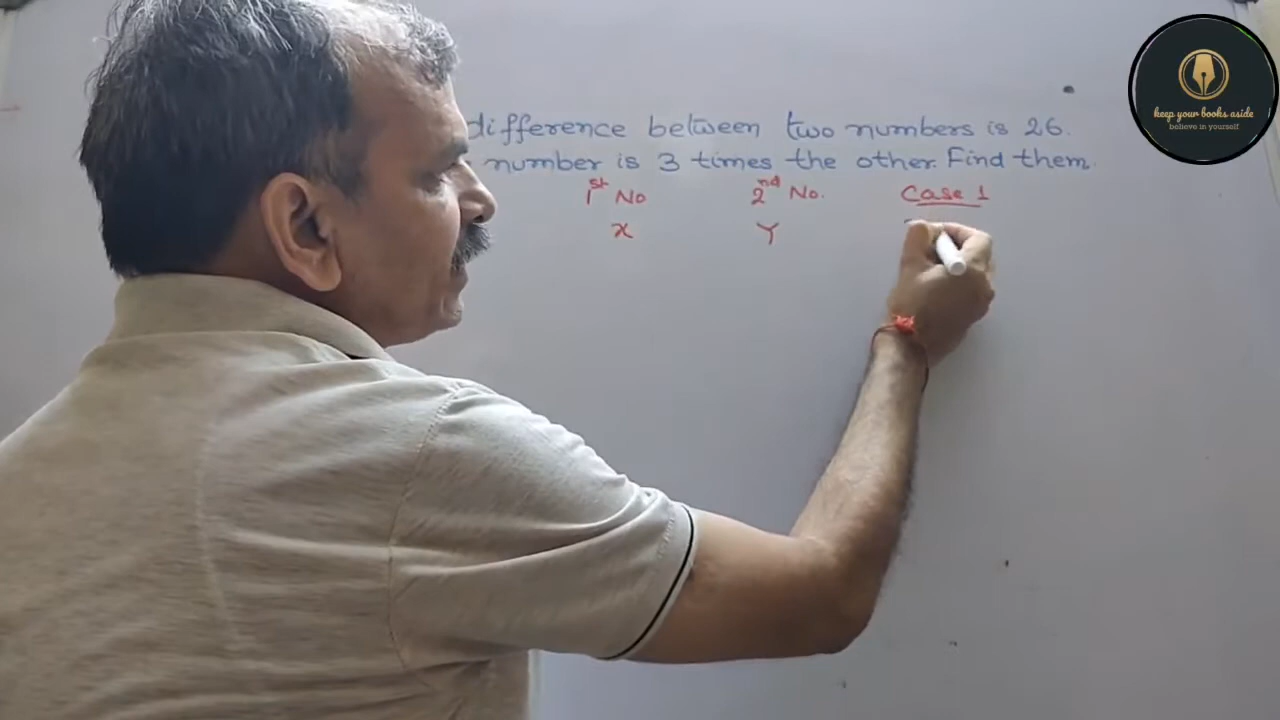 difference between two numbers is 26.
number is 3 times the other. Find them.
1st No 2nd No. Case 1
x Y
keep your books aside
believe in yourself